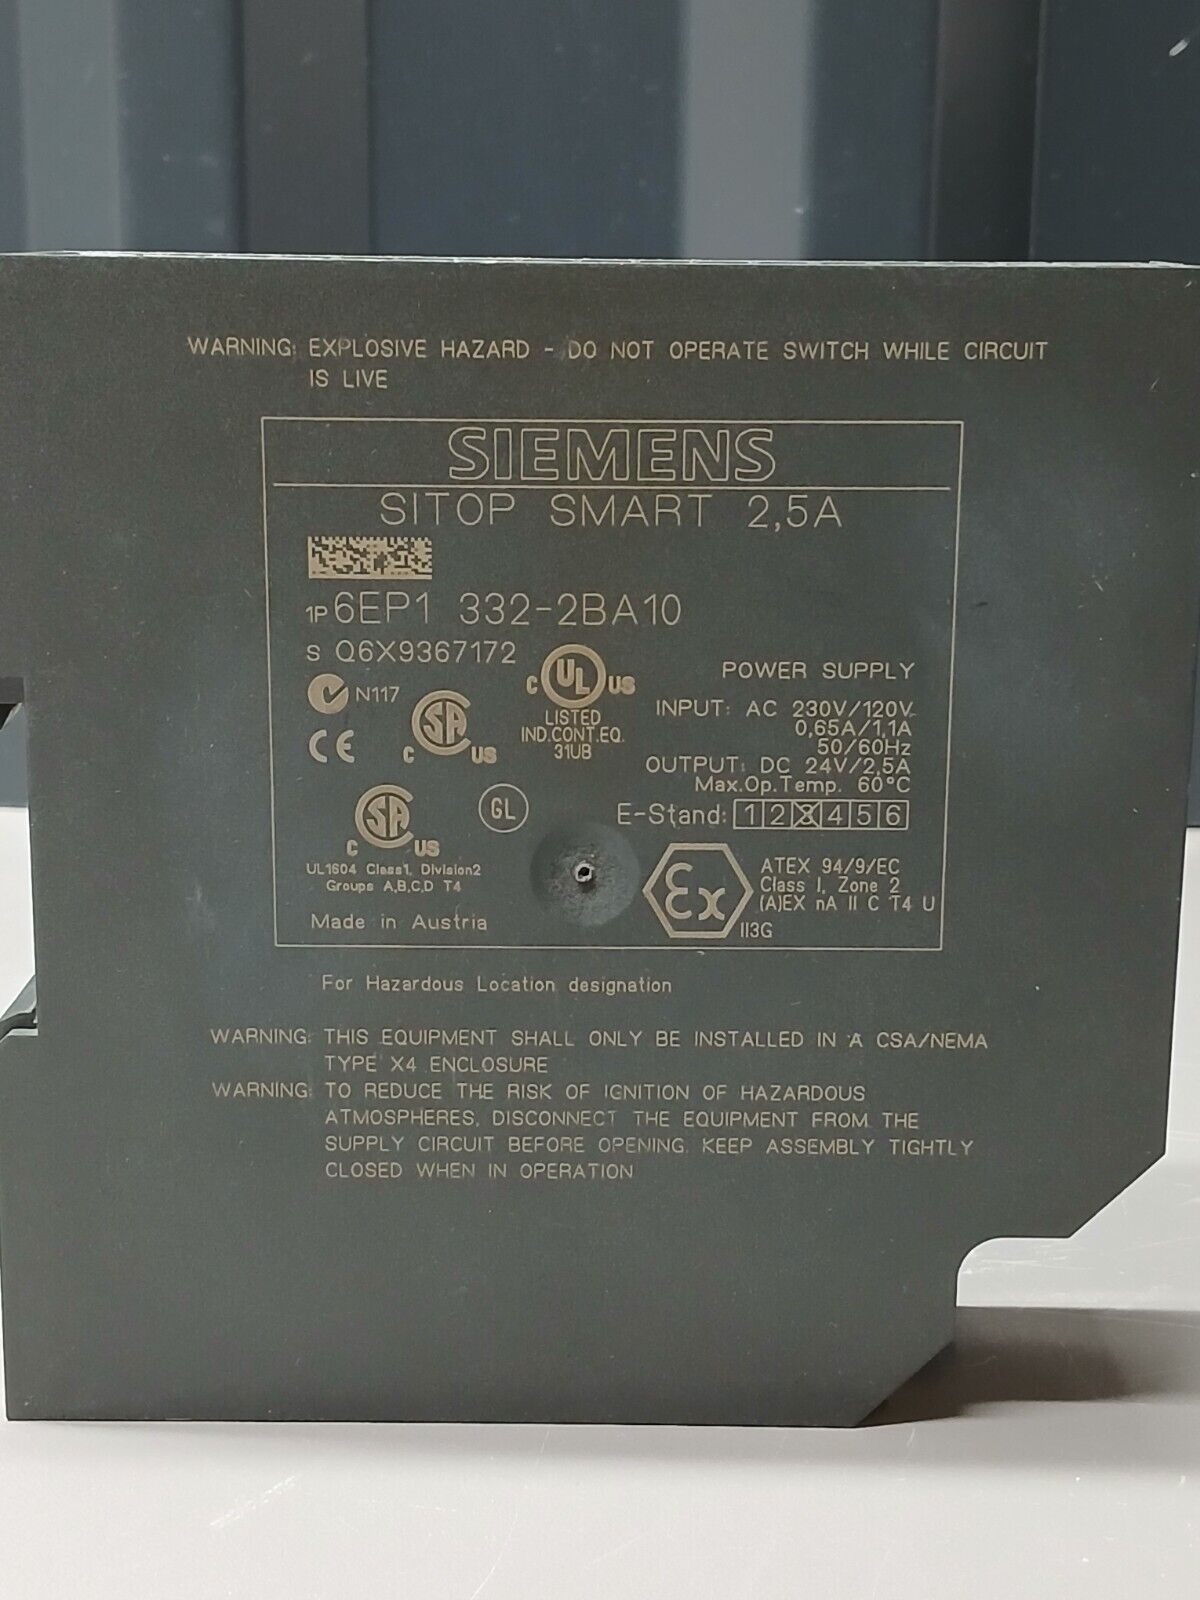 WARNING: EXPLOSIVE HAZARD - DO NOT OPERATE SWITCH WHILE CIRCUIT
IS LIVE
SIEMENS
SITOP SMART 2,5A
1P 6EP1 332-2BA10
S Q6X9367172
N117
CE
C SA US
C UL US
LISTED
IND.CONT.EQ.
31UB
POWER SUPPLY
INPUT: AC 230V/120V
0,65A/1,1A
50/60Hz
OUTPUT: DC 24V/2,5A
Max.Op.Temp. 60°C
E-Stand: 1 2 3 4 5 6
C SA US
GL
UL1604 Class1, Division2
Groups A,B,C,D T4
Made in Austria
Ex
II3G
ATEX 94/9/EC
Class I, Zone 2
(A)EX nA II C T4 U
For Hazardous Location designation
WARNING: THIS EQUIPMENT SHALL ONLY BE INSTALLED IN A CSA/NEMA
TYPE X4 ENCLOSURE
WARNING: TO REDUCE THE RISK OF IGNITION OF HAZARDOUS
ATMOSPHERES, DISCONNECT THE EQUIPMENT FROM THE
SUPPLY CIRCUIT BEFORE OPENING. KEEP ASSEMBLY TIGHTLY
CLOSED WHEN IN OPERATION